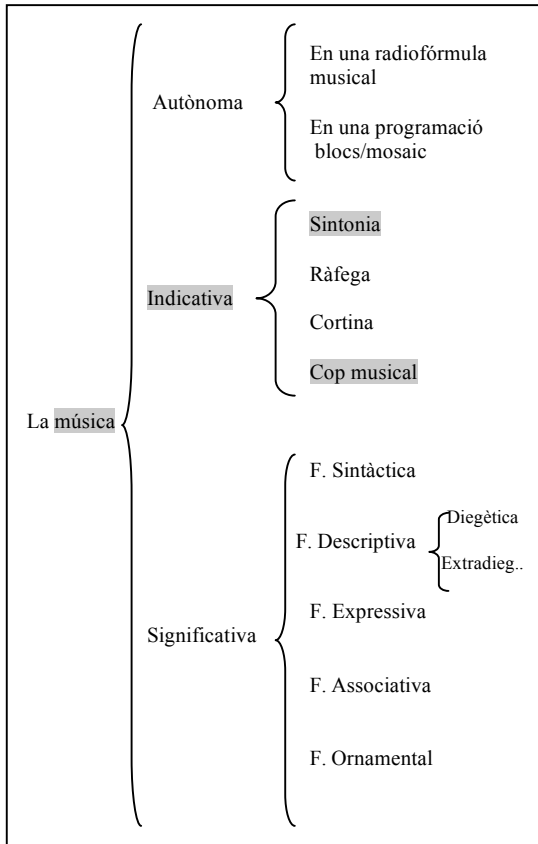 La música
Autònoma
En una radiofórmula
musical
En una programació
blocs/mosaic
Indicativa
Sintonia
Ràfega
Cortina
Cop musical
Significativa
F. Sintàctica
F. Descriptiva
Diegètica
Extradieg..
F. Expressiva
F. Associativa
F. Ornamental